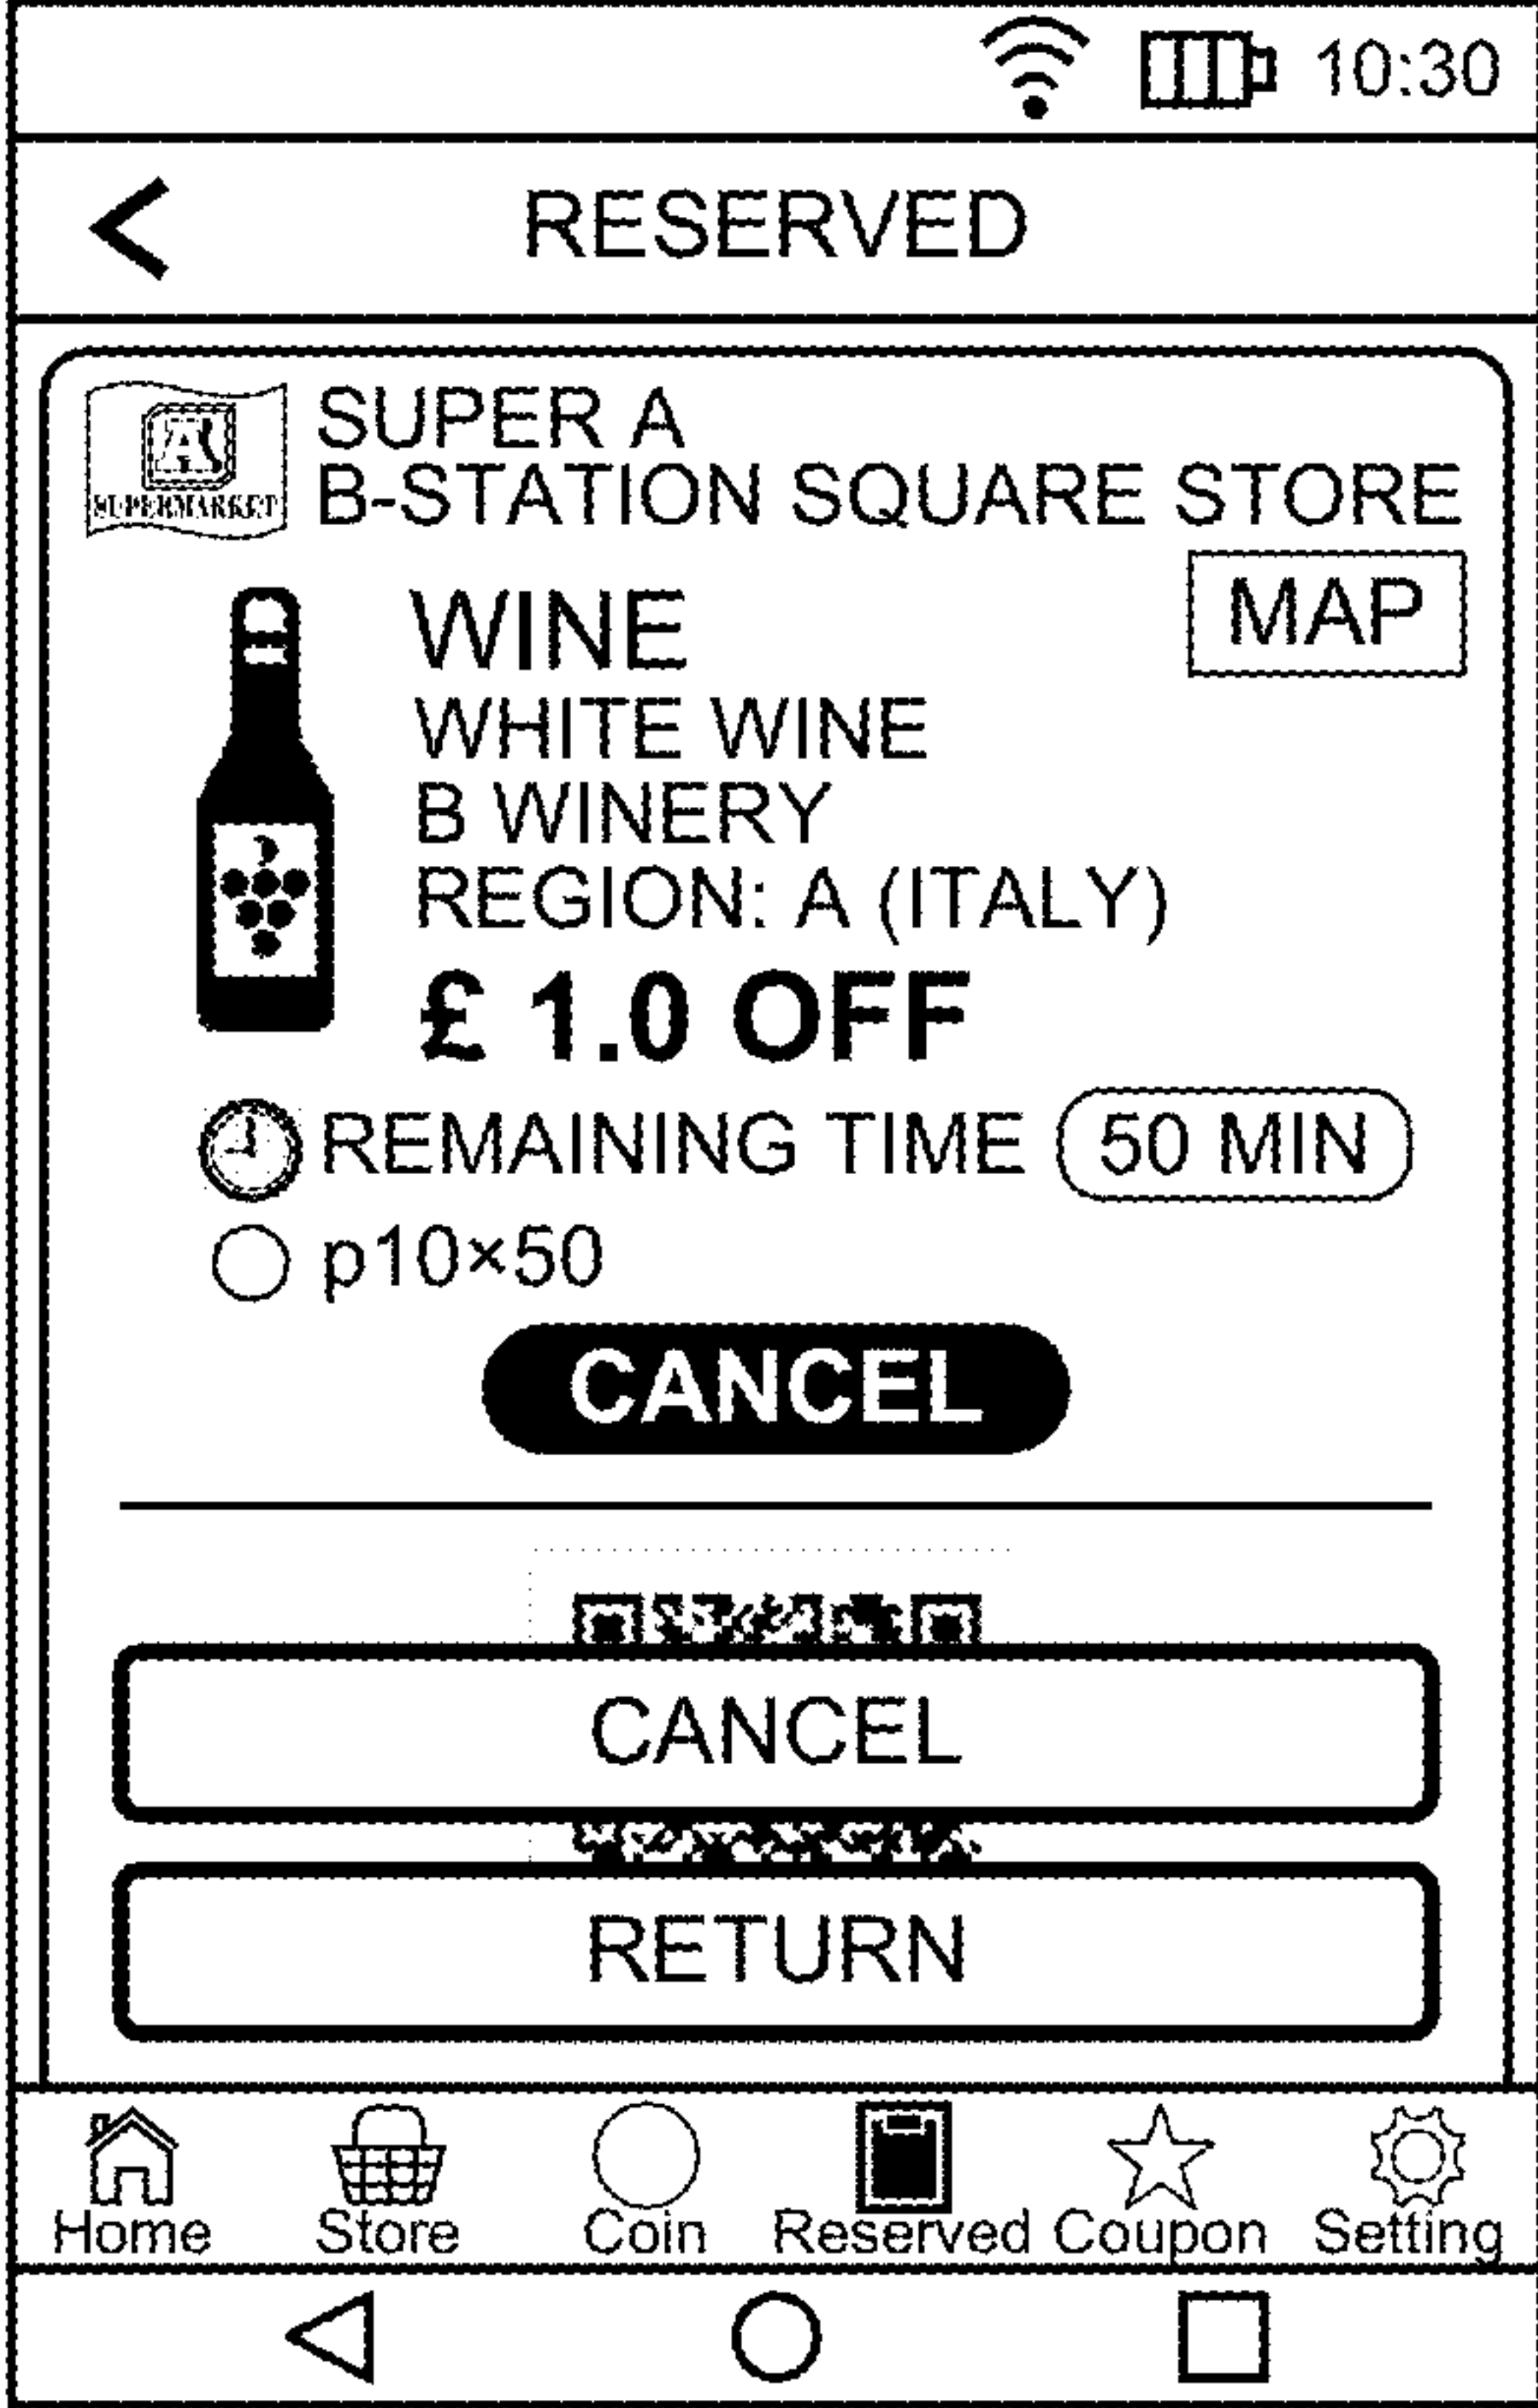 10:30
RESERVED
A
SUPERMARKET
SUPER A
B-STATION SQUARE STORE
MAP
WINE
WHITE WINE
B WINERY
REGION: A (ITALY)
£ 1.0 OFF
REMAINING TIME 50 MIN
p10×50
CANCEL
CANCEL
RETURN
Home Store Coin Reserved Coupon Setting